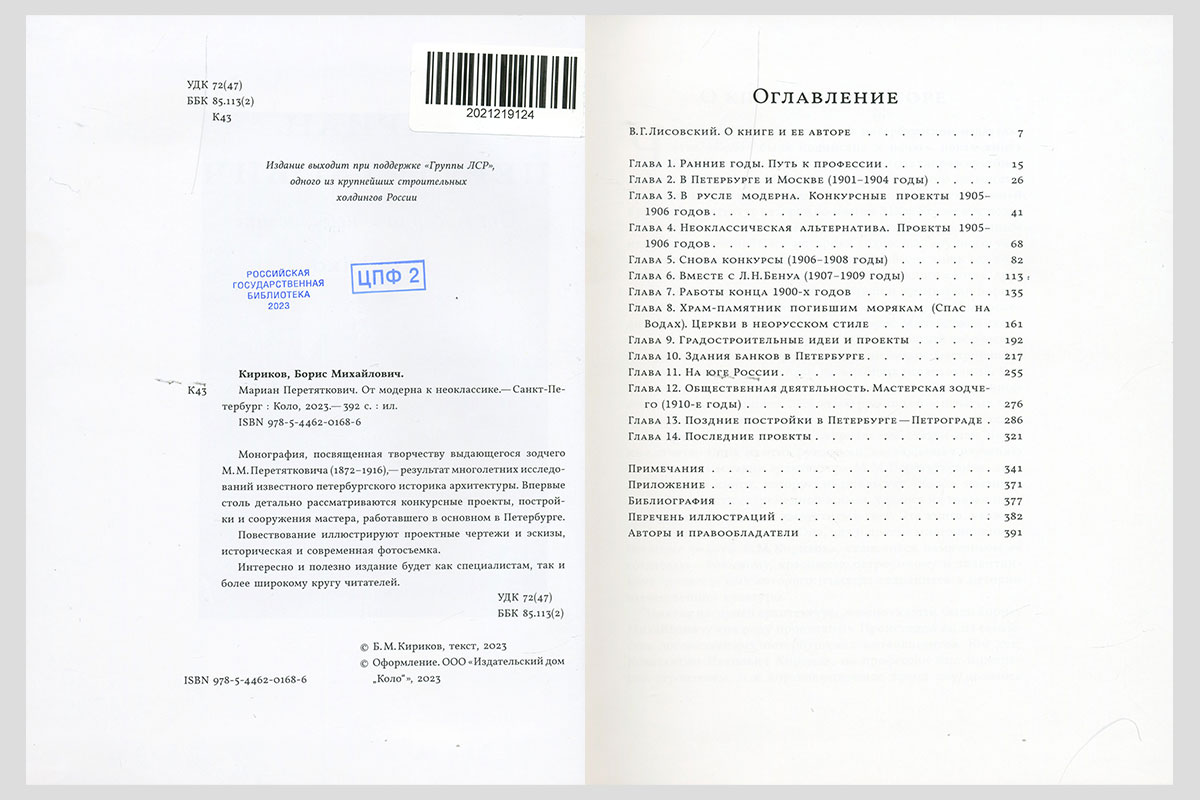 УДК 72(47)
ББК 85.113(2)
К43
2021219124
Издание выходит при поддержке «Группы ЛСР»,
одного из крупнейших строительных
холдингов России
РОССИЙСКАЯ
ГОСУДАРСТВЕННАЯ
БИБЛИОТЕКА
2023
ЦПФ 2
Кириков, Борис Михайлович.
К43 Мариан Перетяткович. От модерна к неоклассике.— Санкт-Пе-
тербург : Коло, 2023.— 392 с. : ил.
ISBN 978-5-4462-0168-6
Монография, посвященная творчеству выдающегося зодчего
М. М. Перетятковича (1872–1916),— результат многолетних исследо-
ваний известного петербургского историка архитектуры. Впервые
столь детально рассматриваются конкурсные проекты, построй-
ки и сооружения мастера, работавшего в основном в Петербурге.
Повествование иллюстрируют проектные чертежи и эскизы,
историческая и современная фотосъемка.
Интересно и полезно издание будет как специалистам, так и
более широкому кругу читателей.
УДК 72(47)
ББК 85.113(2)
© Б. М. Кириков, текст, 2023
© Оформление. ООО «Издательский дом
„Коло“», 2023
ISBN 978-5-4462-0168-6
Оглавление
В. Г. Лисовский. О книге и ее авторе . . . . . . . . 7
Глава 1. Ранние годы. Путь к профессии . . . . . . . 15
Глава 2. В Петербурге и Москве (1901–1904 годы) . . . . 26
Глава 3. В русле модерна. Конкурсные проекты 1905–
1906 годов . . . . . . . . . . . . . . . . . . 41
Глава 4. Неоклассическая альтернатива. Проекты 1905–
1906 годов . . . . . . . . . . . . . . . . . . 68
Глава 5. Снова конкурсы (1906–1908 годы) . . . . . . 82
Глава 6. Вместе с Л. Н. Бенуа (1907–1909 годы) . . . . . 113
Глава 7. Работы конца 1900-х годов . . . . . . . . 135
Глава 8. Храм-памятник погибшим морякам (Спас на
Водах). Церкви в неорусском стиле . . . . . . . 161
Глава 9. Градостроительные идеи и проекты . . . . . 192
Глава 10. Здания банков в Петербурге . . . . . . . . 217
Глава 11. На юге России . . . . . . . . . . . . . 255
Глава 12. Общественная деятельность. Мастерская зодче-
го (1910-е годы) . . . . . . . . . . . . . . . 276
Глава 13. Поздние постройки в Петербурге — Петрограде . 286
Глава 14. Последние проекты . . . . . . . . . . . 321
Примечания . . . . . . . . . . . . . . . . . 341
Приложение . . . . . . . . . . . . . . . . . 371
Библиография . . . . . . . . . . . . . . . . 377
Перечень иллюстраций . . . . . . . . . . . . . 382
Авторы и правообладатели . . . . . . . . . . . 391